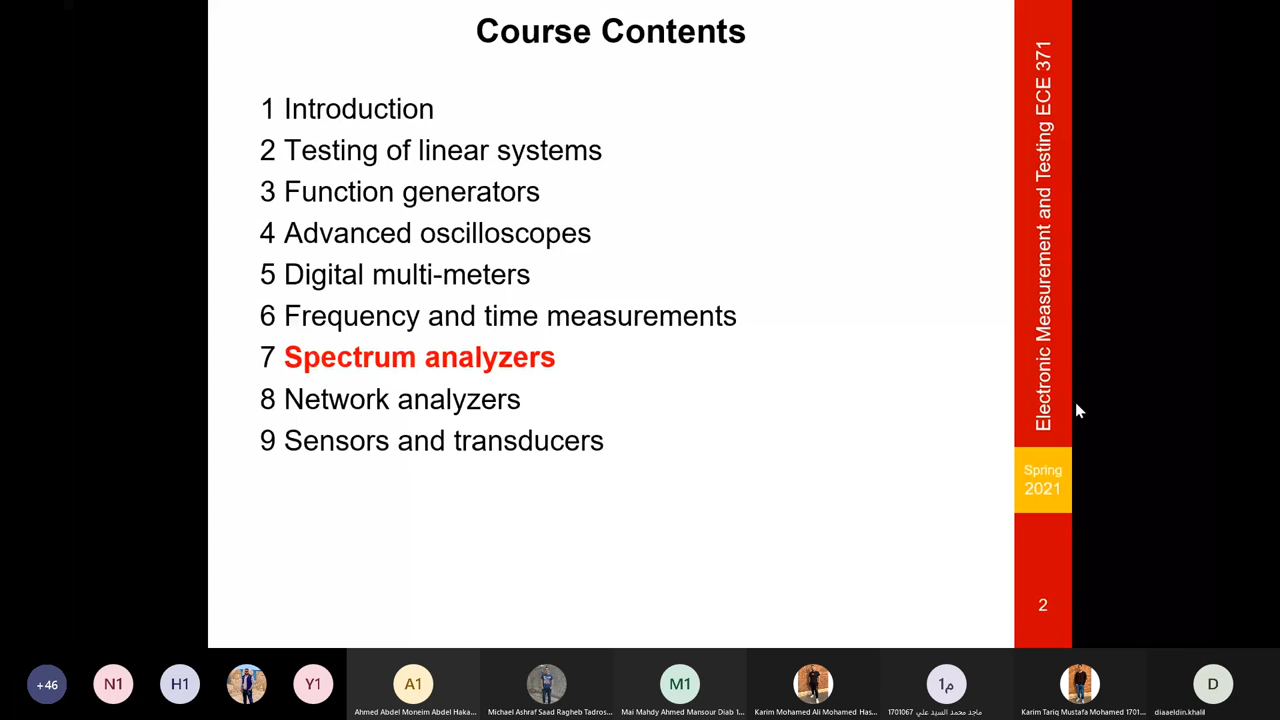 Course Contents
1 Introduction
2 Testing of linear systems
3 Function generators
4 Advanced oscilloscopes
5 Digital multi-meters
6 Frequency and time measurements
7 Spectrum analyzers
8 Network analyzers
9 Sensors and transducers
Electronic Measurement and Testing ECE 371
Spring
2021
2
+46
N1
H1
Y1
A1
M1
م1
D
Ahmed Abdel Moneim Abdel Haka...
Michael Ashraf Saad Ragheb Tadros...
Mai Mahdy Ahmed Mansour Diab 1...
Karim Mohamed Ali Mohamed Has...
ماجد محمد السيد علي 1701067
Karim Tariq Mustafa Mohamed 1701...
diaaeldin.khalil